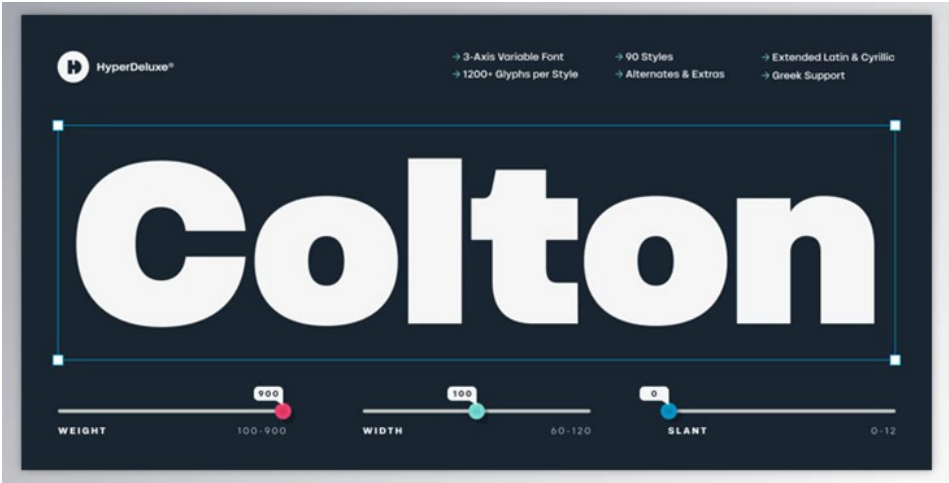 HyperDeluxe®
→ 3-Axis Variable Font
→ 1200+ Glyphs per Style
→ 90 Styles
→ Alternates & Extras
→ Extended Latin & Cyrillic
→ Greek Support
Colton
900
WEIGHT 100-900
100
WIDTH 60-120
0
SLANT 0-12